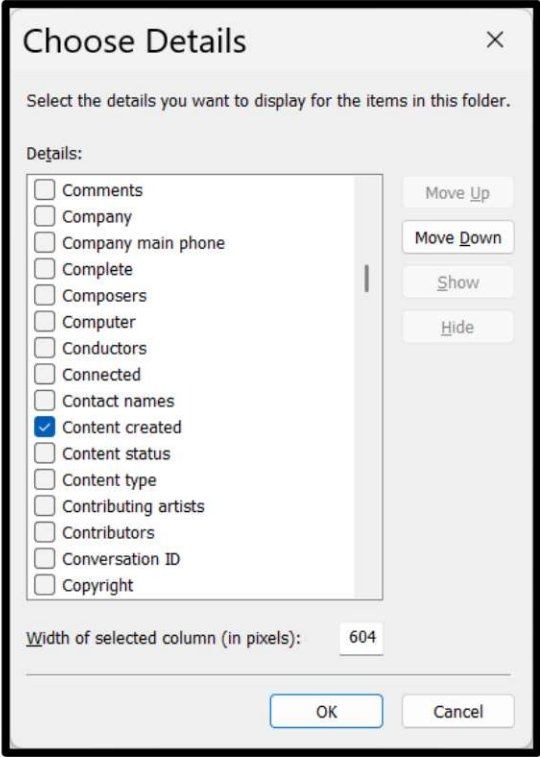 Choose Details
Select the details you want to display for the items in this folder.
Details:
Comments
Company
Company main phone
Complete
Composers
Computer
Conductors
Connected
Contact names
Content created
Content status
Content type
Contributing artists
Contributors
Conversation ID
Copyright
Move Up
Move Down
Show
Hide
Width of selected column (in pixels): 604
OK
Cancel